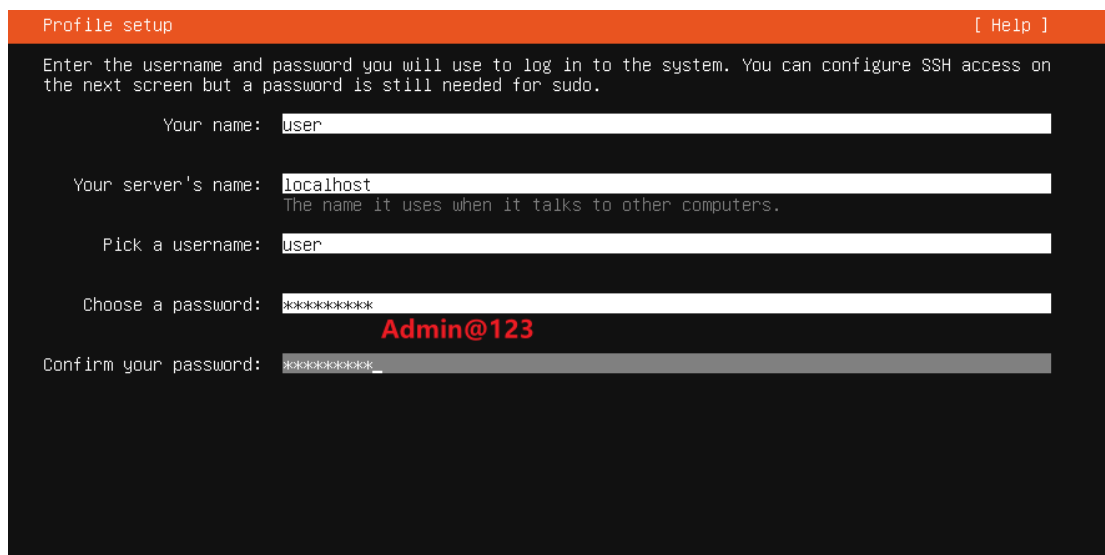 Profile setup [ Help ]
Enter the username and password you will use to log in to the system. You can configure SSH access on
the next screen but a password is still needed for sudo.
Your name: user
Your server's name: localhost
The name it uses when it talks to other computers.
Pick a username: user
Choose a password: *********
Admin@123
Confirm your password: *********_